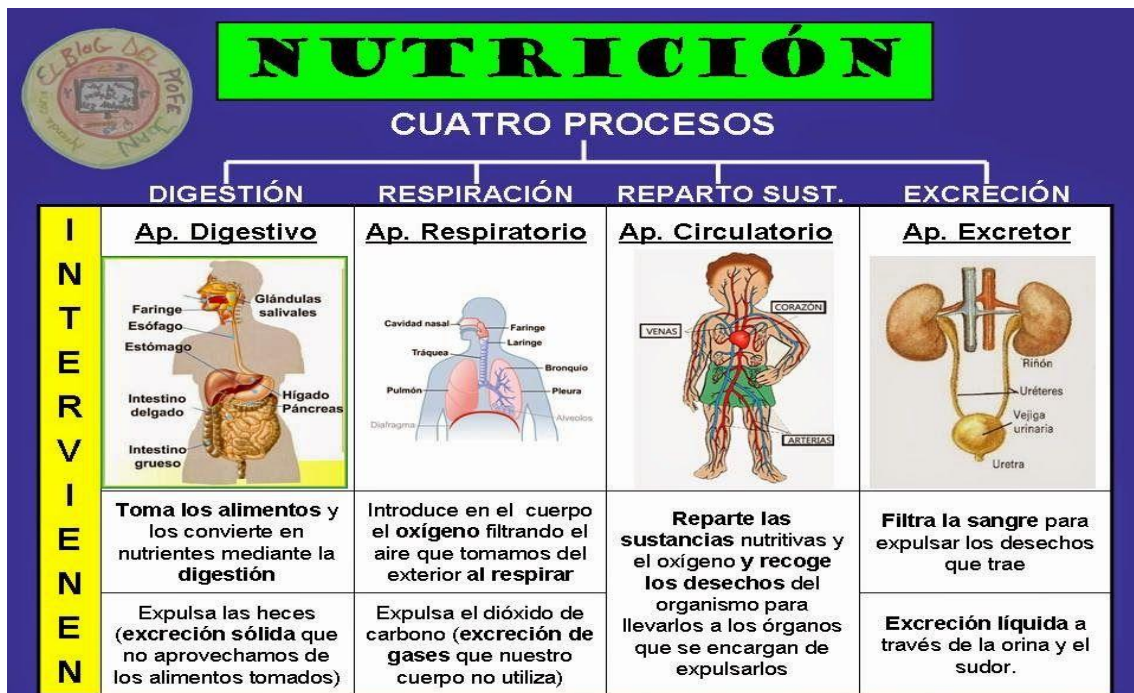 EL BLOG DEL PROFE JUAN
NUTRICIÓN
CUATRO PROCESOS
DIGESTIÓN
RESPIRACIÓN
REPARTO SUST.
EXCRECIÓN
INTERVIENEN
Ap. Digestivo
Faringe
Glándulas
salivales
Esófago
Estómago
Hígado
Páncreas
Intestino
delgado
Intestino
grueso
Toma los alimentos y
los convierte en
nutrientes mediante la
digestión
Expulsa las heces
(excreción sólida que
no aprovechamos de
los alimentos tomados)
Ap. Respiratorio
Cavidad nasal
Faringe
Laringe
Tráquea
Bronquio
Pulmón
Pleura
Alveolos
Diafragma
Introduce en el cuerpo
el oxígeno filtrando el
aire que tomamos del
exterior al respirar
Expulsa el dióxido de
carbono (excreción de
gases que nuestro
cuerpo no utiliza)
Ap. Circulatorio
CORAZÓN
VENAS
ARTERIAS
Reparte las
sustancias nutritivas y
el oxígeno y recoge
los desechos del
organismo para
llevarlos a los órganos
que se encargan de
expulsarlos
Ap. Excretor
Riñón
Uréteres
Vejiga
urinaria
Uretra
Filtra la sangre para
expulsar los desechos
que trae
Excreción líquida a
través de la orina y el
sudor.